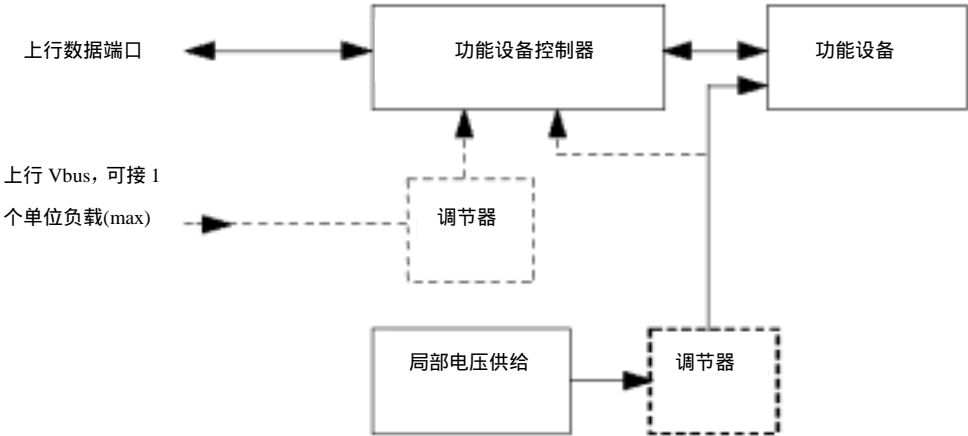 上行数据端口
功能设备控制器
功能设备
上行 Vbus，可接 1
个单位负载(max)
调节器
局部电压供给
调节器